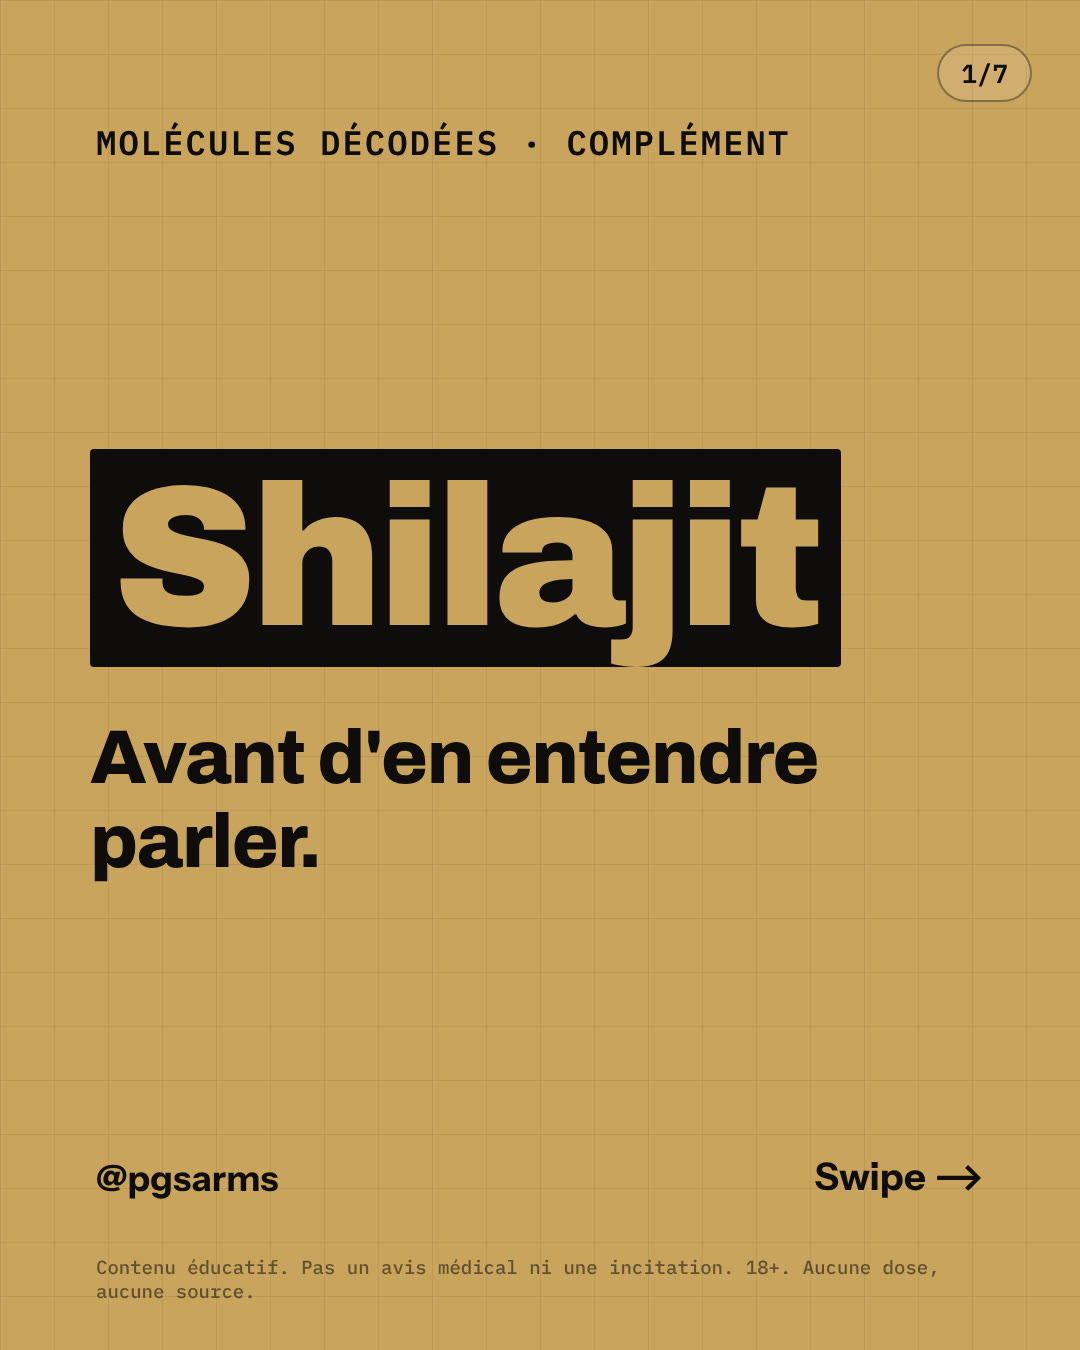 1/7
MOLÉCULES DÉCODÉES · COMPLÉMENT
Shilajit
Avant d'en entendre
parler.
@pgsarms
Swipe →
Contenu éducatif. Pas un avis médical ni une incitation. 18+. Aucune dose,
aucune source.